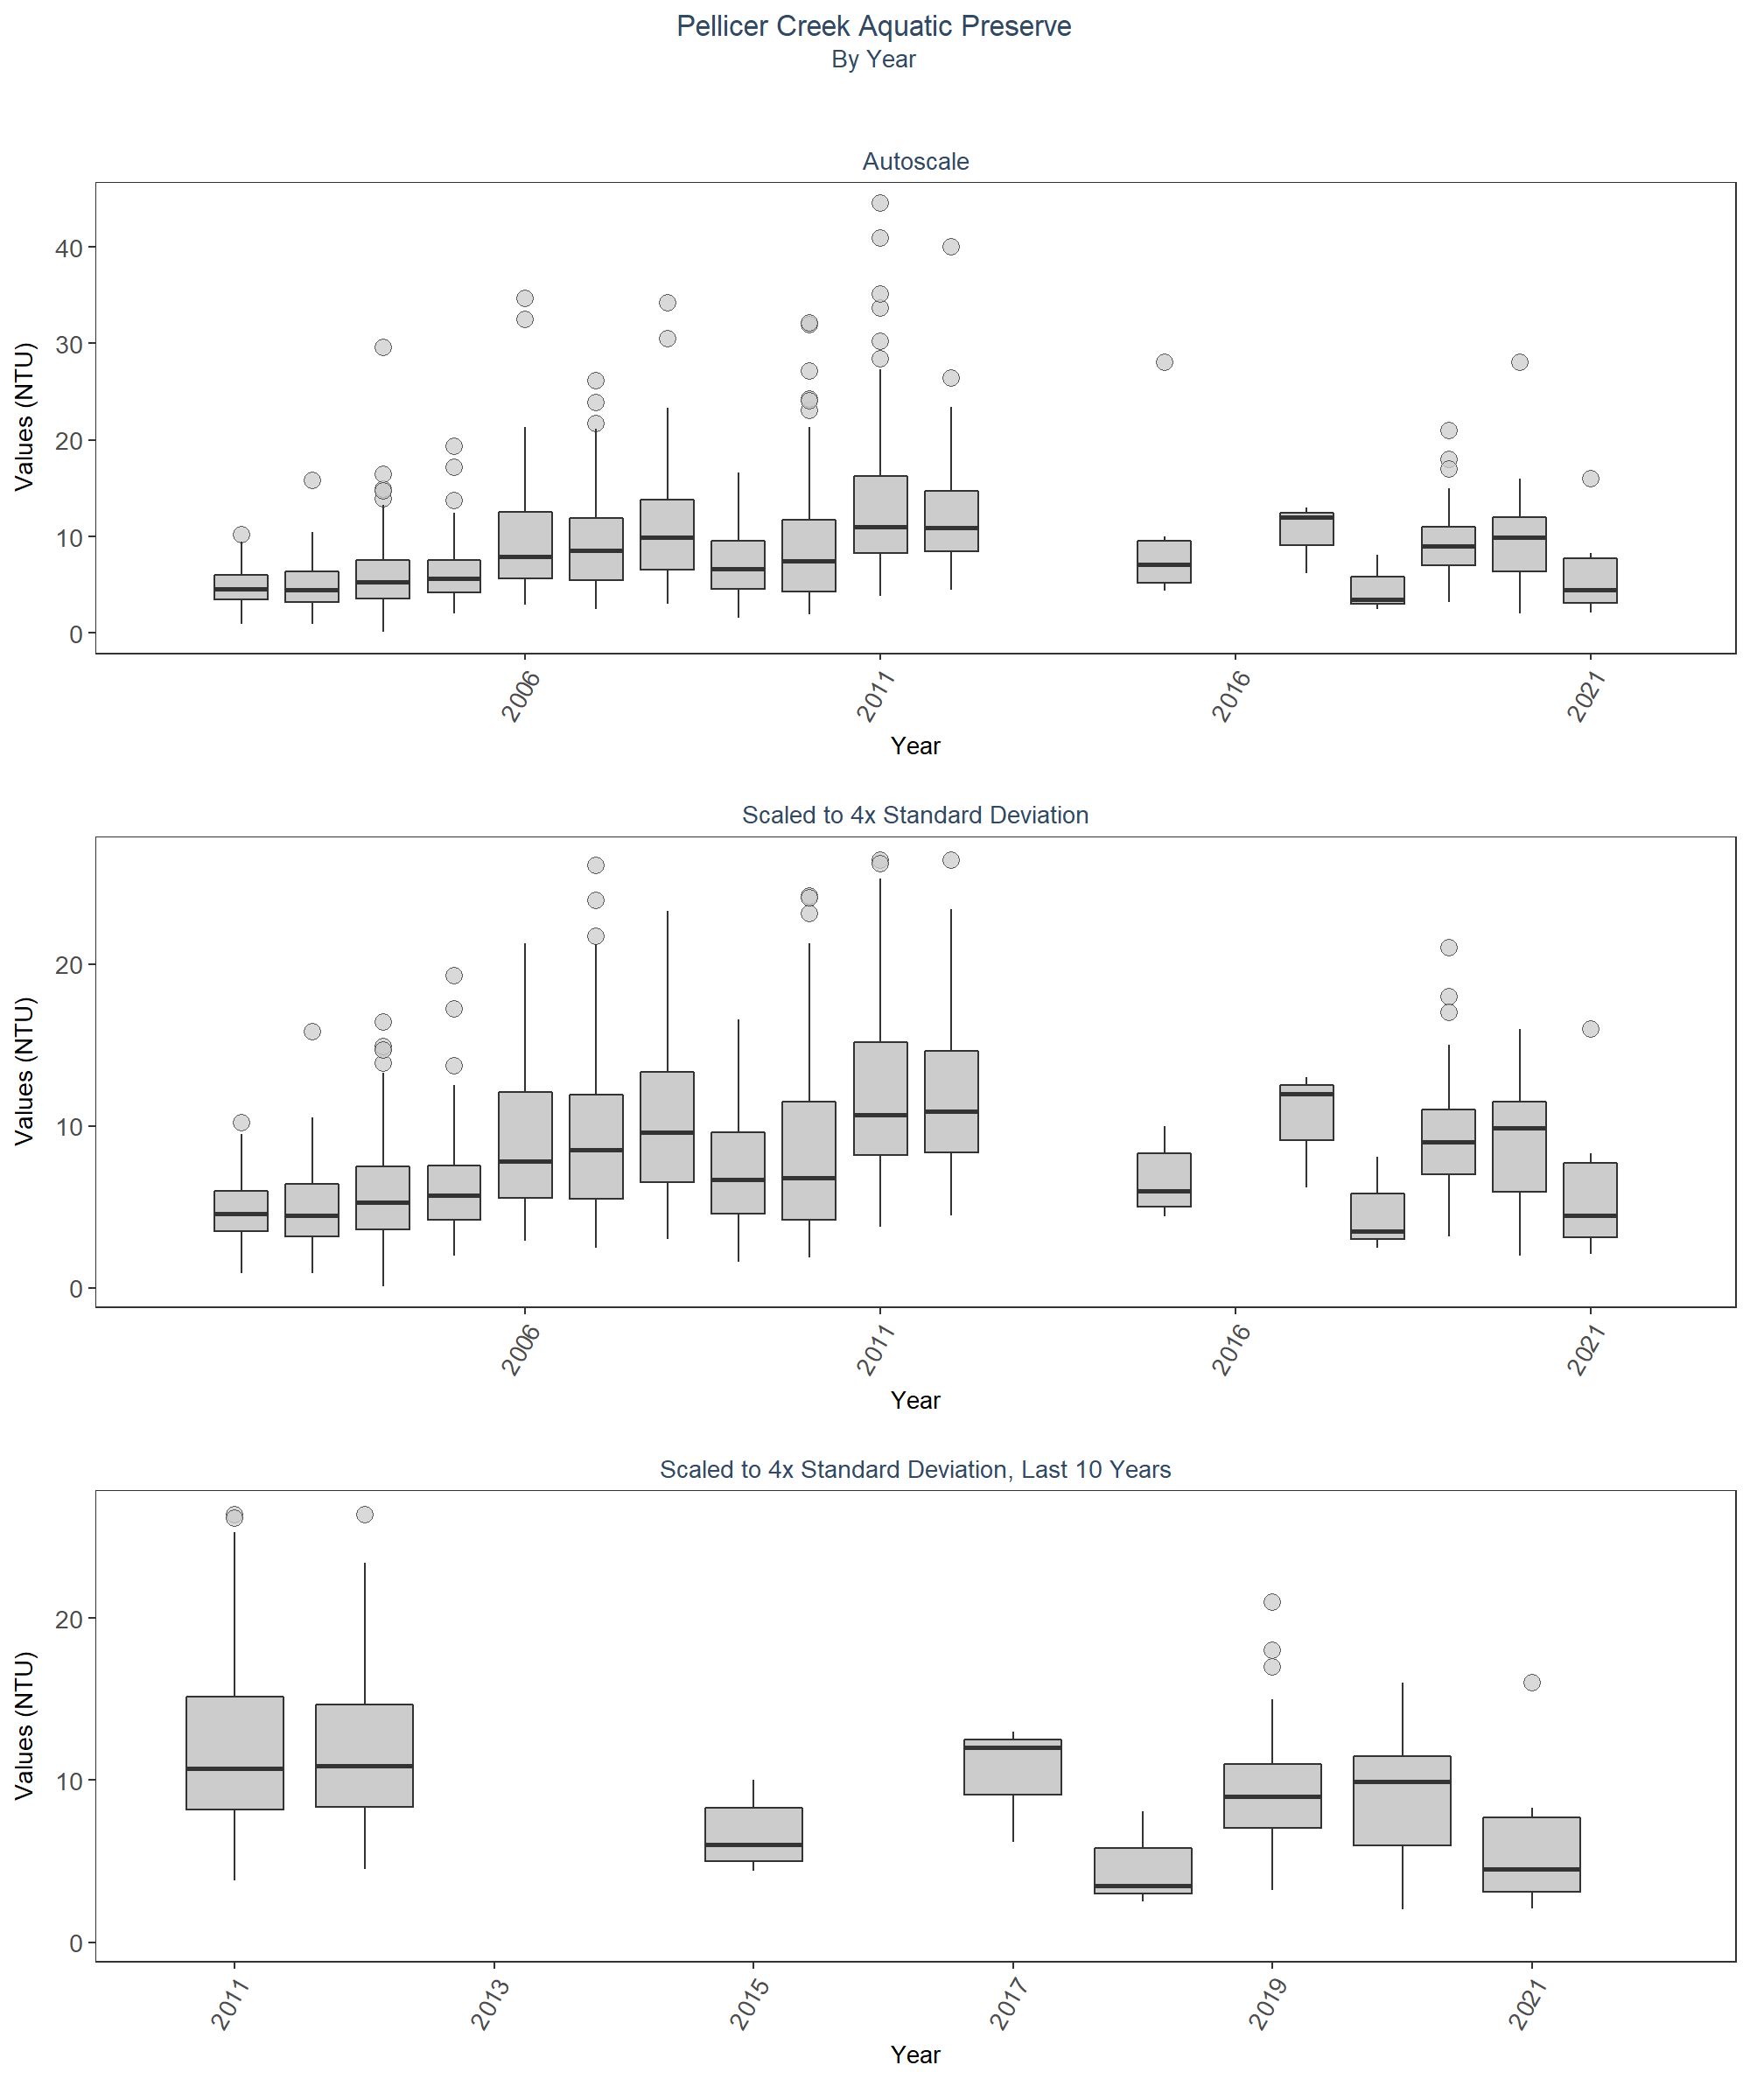 Pellicer Creek Aquatic Preserve
By Year
Autoscale
Values (NTU)
40
30
20
10
0
2006
2011
2016
2021
Year
Scaled to 4x Standard Deviation
Values (NTU)
20
10
0
2006
2011
2016
2021
Year
Scaled to 4x Standard Deviation, Last 10 Years
Values (NTU)
20
10
0
2011
2013
2015
2017
2019
2021
Year